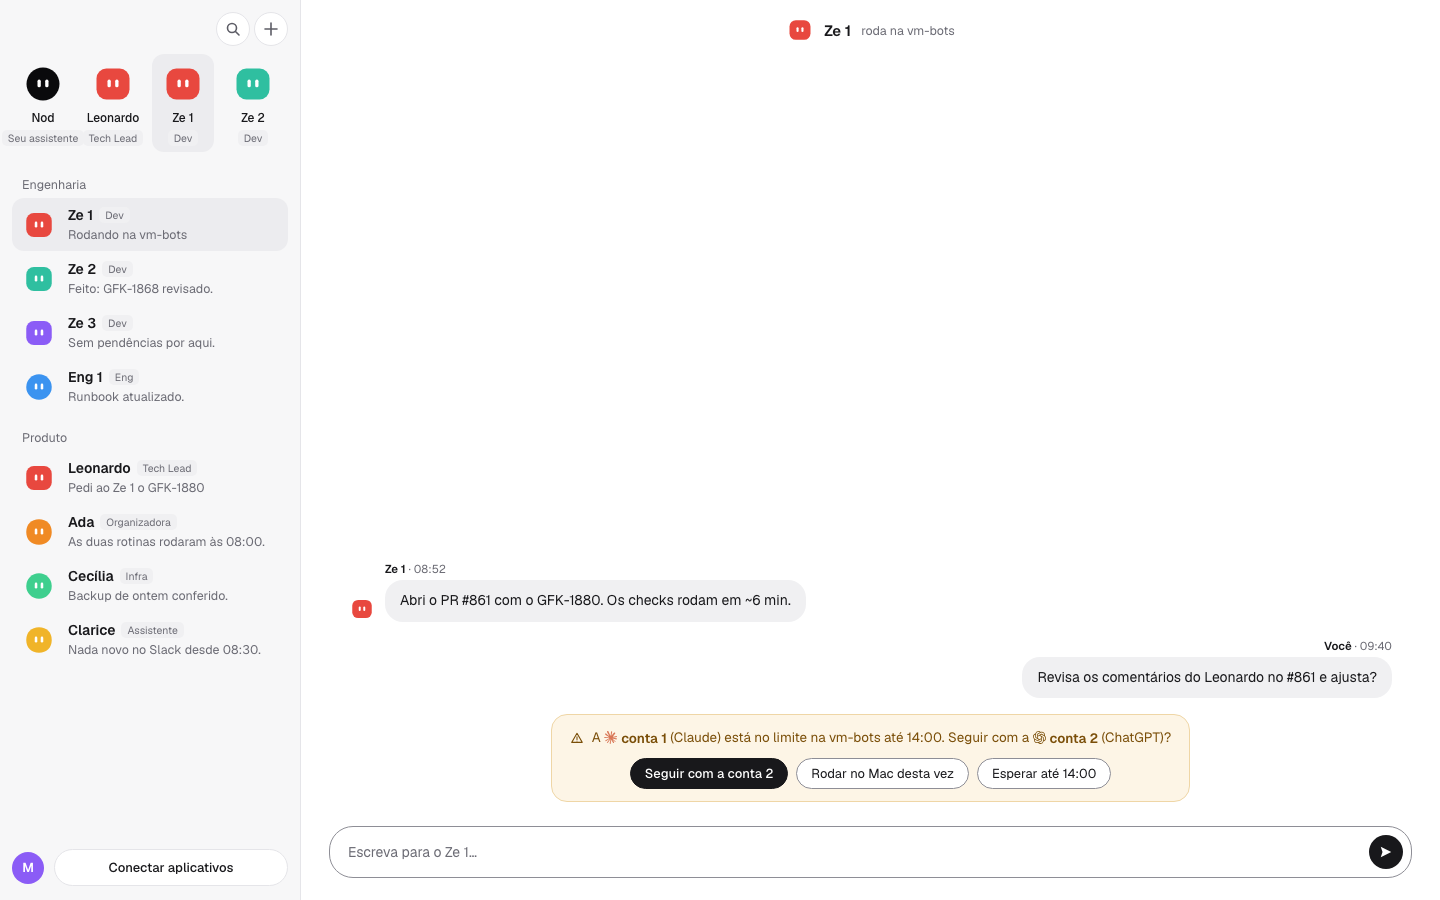 Nod
Seu assistente
Leonardo
Tech Lead
Ze 1
Dev
Ze 2
Dev
Engenharia
Ze 1 Dev
Rodando na vm-bots
Ze 2 Dev
Feito: GFK-1868 revisado.
Ze 3 Dev
Sem pendências por aqui.
Eng 1 Eng
Runbook atualizado.
Produto
Leonardo Tech Lead
Pedi ao Ze 1 o GFK-1880
Ada Organizadora
As duas rotinas rodaram às 08:00.
Cecília Infra
Backup de ontem conferido.
Clarice Assistente
Nada novo no Slack desde 08:30.
M
Conectar aplicativos
Ze 1 roda na vm-bots
Ze 1 · 08:52
Abri o PR #861 com o GFK-1880. Os checks rodam em ~6 min.
Você · 09:40
Revisa os comentários do Leonardo no #861 e ajusta?
A conta 1 (Claude) está no limite na vm-bots até 14:00. Seguir com a conta 2 (ChatGPT)?
Seguir com a conta 2
Rodar no Mac desta vez
Esperar até 14:00
Escreva para o Ze 1...